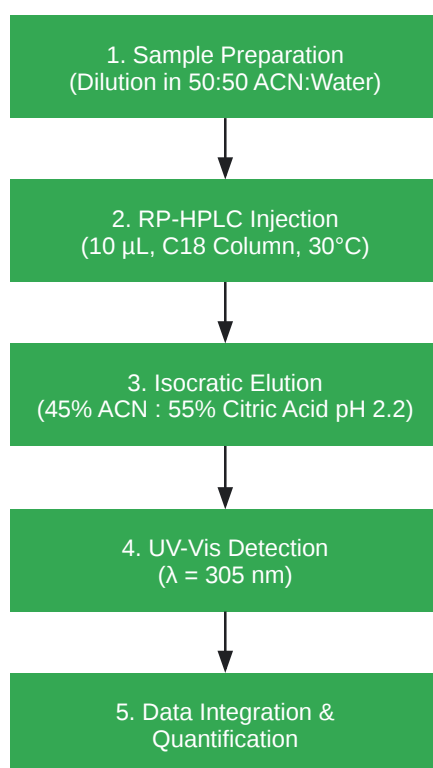 1. Sample Preparation
(Dilution in 50:50 ACN:Water)
2. RP-HPLC Injection
(10 µL, C18 Column, 30°C)
3. Isocratic Elution
(45% ACN : 55% Citric Acid pH 2.2)
4. UV-Vis Detection
(λ = 305 nm)
5. Data Integration &
Quantification